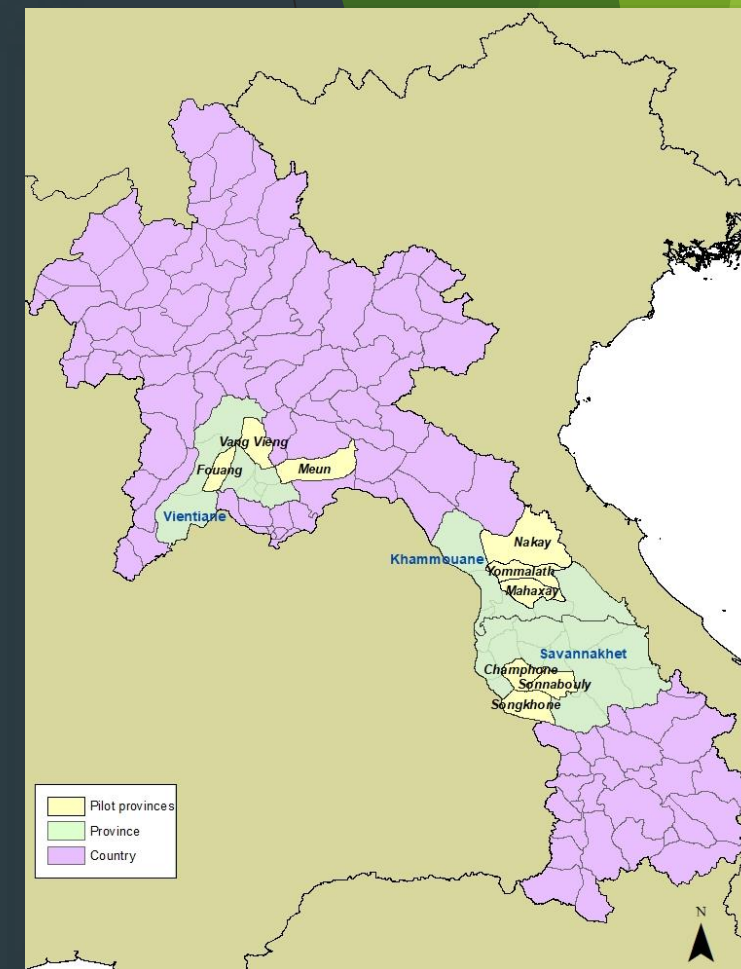 Vang Vieng
Fouang
Meun
Vientiane
Nakay
Khammouane
Yommalath
Mahaxay
Savannakhet
Champhone
Sonnabouly
Songkhone
Pilot provinces
Province
Country
N